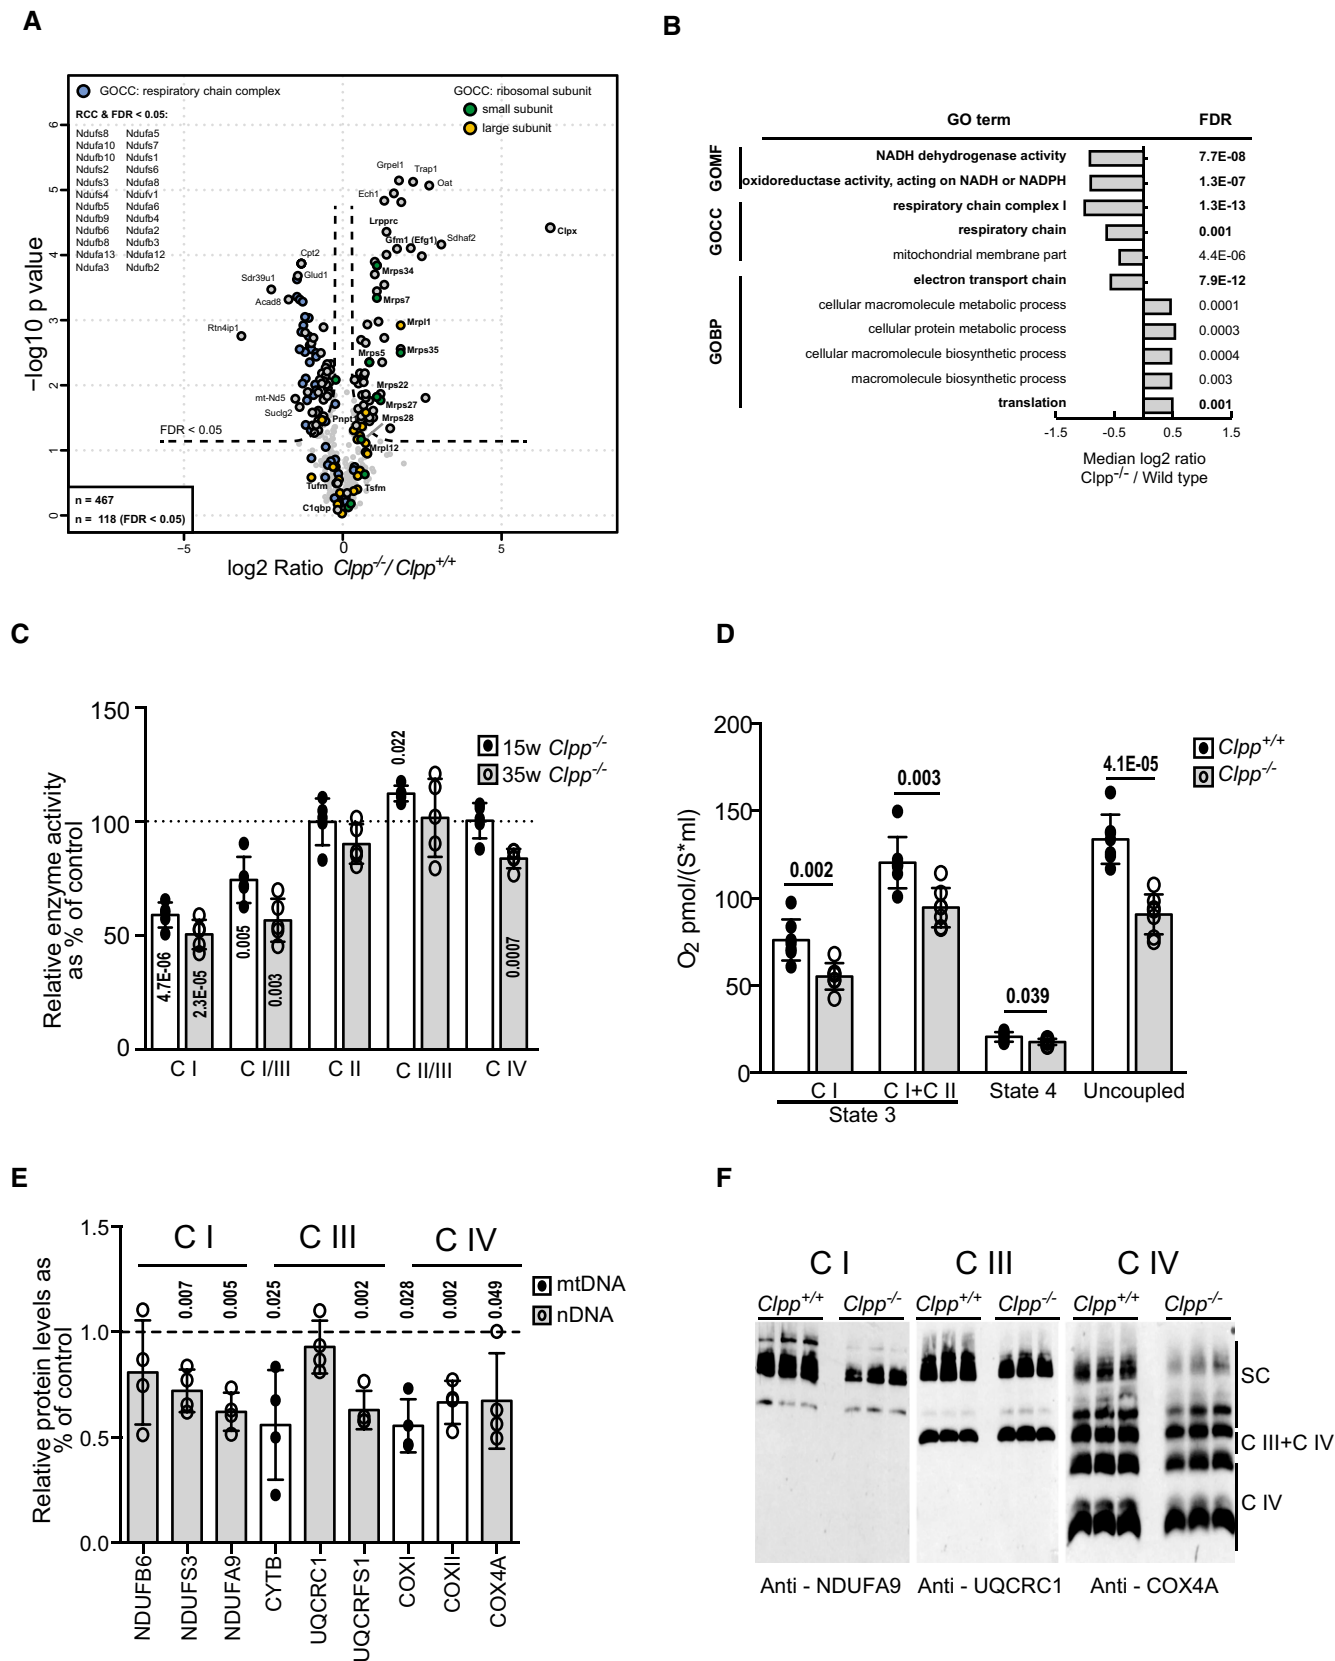 A
GOCC: respiratory chain complex
RCC & FDR < 0.05:
Ndufs8 Ndufa5
Ndufa10 Ndufs7
Ndufb10 Ndufs1
Ndufs2 Ndufs6
Ndufs3 Ndufa8
Ndufs4 Ndufv1
Ndufb5 Ndufa6
Ndufb9 Ndufb4
Ndufb6 Ndufa2
Ndufb8 Ndufb3
Ndufa13 Ndufa12
Ndufa3 Ndufb2
GOCC: ribosomal subunit
small subunit
large subunit
Grpel1
Trap1
Oat
Ech1
Lrpprc
Clpx
Gfm1 (Efg1)
Sdhaf2
Cpt2
Glud1
Mrps34
Sdr39u1
Acad8
Mrps7
Rtn4ip1
Mrpl1
Mrps5
Mrps35
Mrps22
mt-Nd5
Mrps27
Suclg2
Pnpt1
Mrps28
FDR < 0.05
Mrpl12
Tufm
Tsfm
C1qbp
n = 467
n = 118 (FDR < 0.05)
−log10 p value
6
5
4
3
2
1
0
−5 0 5
log2 Ratio Clpp-/-/Clpp+/+
B
GO term FDR
GOMF
NADH dehydrogenase activity 7.7E-08
oxidoreductase activity, acting on NADH or NADPH 1.3E-07
GOCC
respiratory chain complex I 1.3E-13
respiratory chain 0.001
mitochondrial membrane part 4.4E-06
GOBP
electron transport chain 7.9E-12
cellular macromolecule metabolic process 0.0001
cellular protein metabolic process 0.0003
cellular macromolecule biosynthetic process 0.0004
macromolecule biosynthetic process 0.003
translation 0.001
-1.5 -0.5 0.5 1.5
Median log2 ratio
Clpp-/- / Wild type
C
Relative enzyme activity
as % of control
150
100
50
0
15w Clpp-/-
35w Clpp-/-
4.7E-06
2.3E-05
0.005
0.003
0.022
0.0007
C I C I/III C II C II/III C IV
D
O2 pmol/(S*ml)
200
150
100
50
0
Clpp+/+
Clpp-/-
0.002
0.003
0.039
4.1E-05
C I C I+C II State 4 Uncoupled
State 3
E
Relative protein levels as
% of control
1.5
1.0
0.5
0.0
C I C III C IV
0.007
0.005
0.025
0.002
0.028
0.002
0.049
mtDNA
nDNA
NDUFB6
NDUFS3
NDUFA9
CYTB
UQCRC1
UQCRFS1
COXI
COXII
COX4A
F
C I C III C IV
Clpp+/+ Clpp-/- Clpp+/+ Clpp-/- Clpp+/+ Clpp-/-
SC
C III+C IV
C IV
Anti - NDUFA9 Anti - UQCRC1 Anti - COX4A